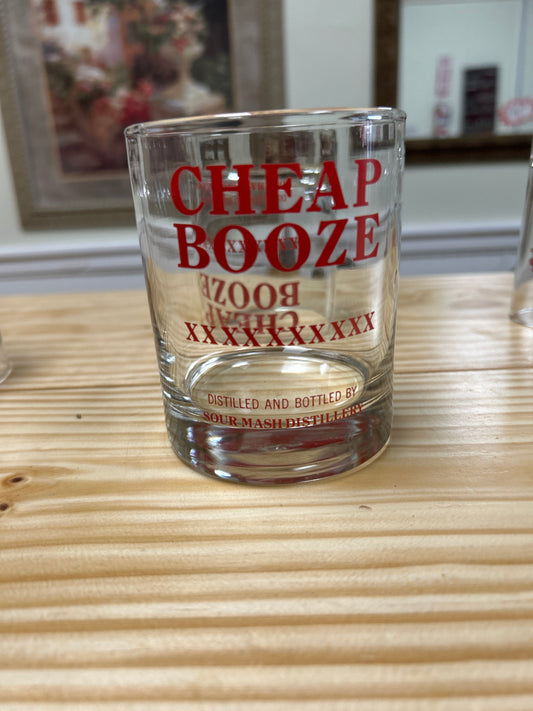 CHEAP
BOOZE
XXXXXXXXXX
DISTILLED AND BOTTLED BY
SOUR MASH DISTILLERY